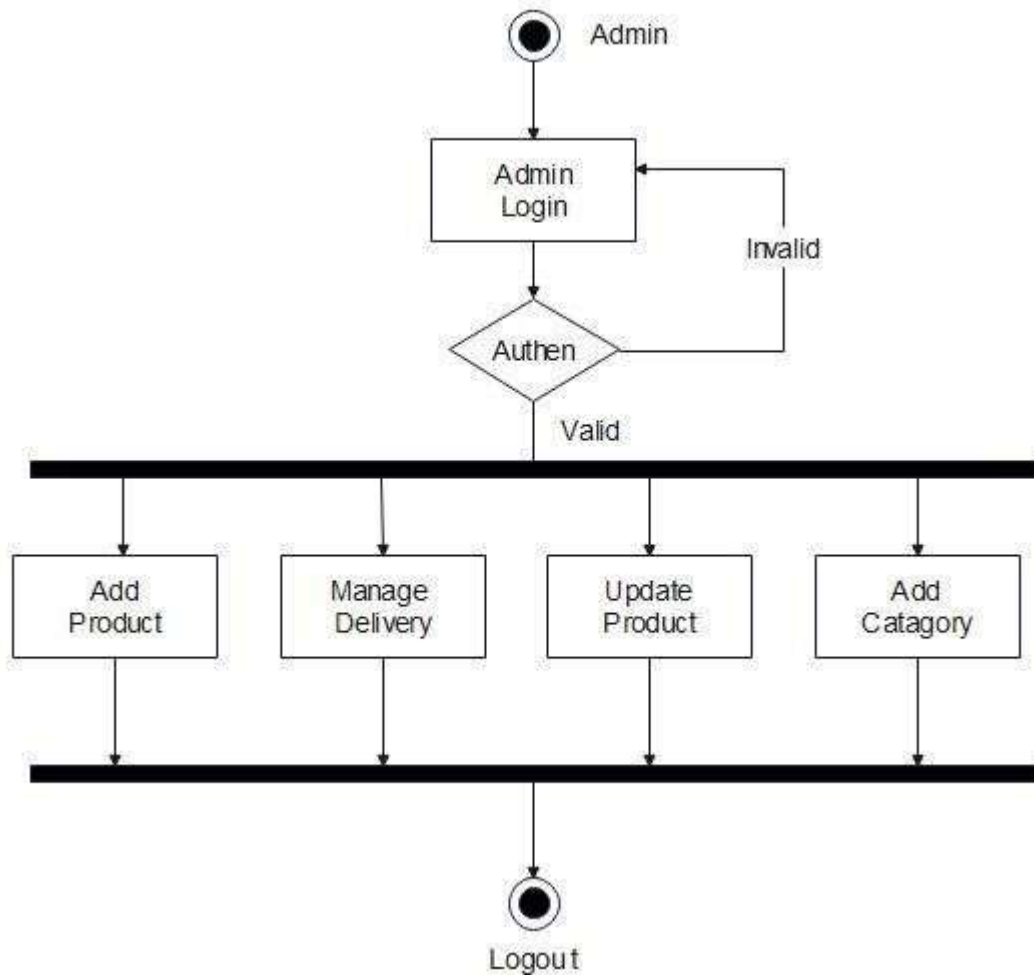 Admin
Admin
Login
Invalid
Authen
Valid
Add
Product
Manage
Delivery
Update
Product
Add
Catagory
Logout